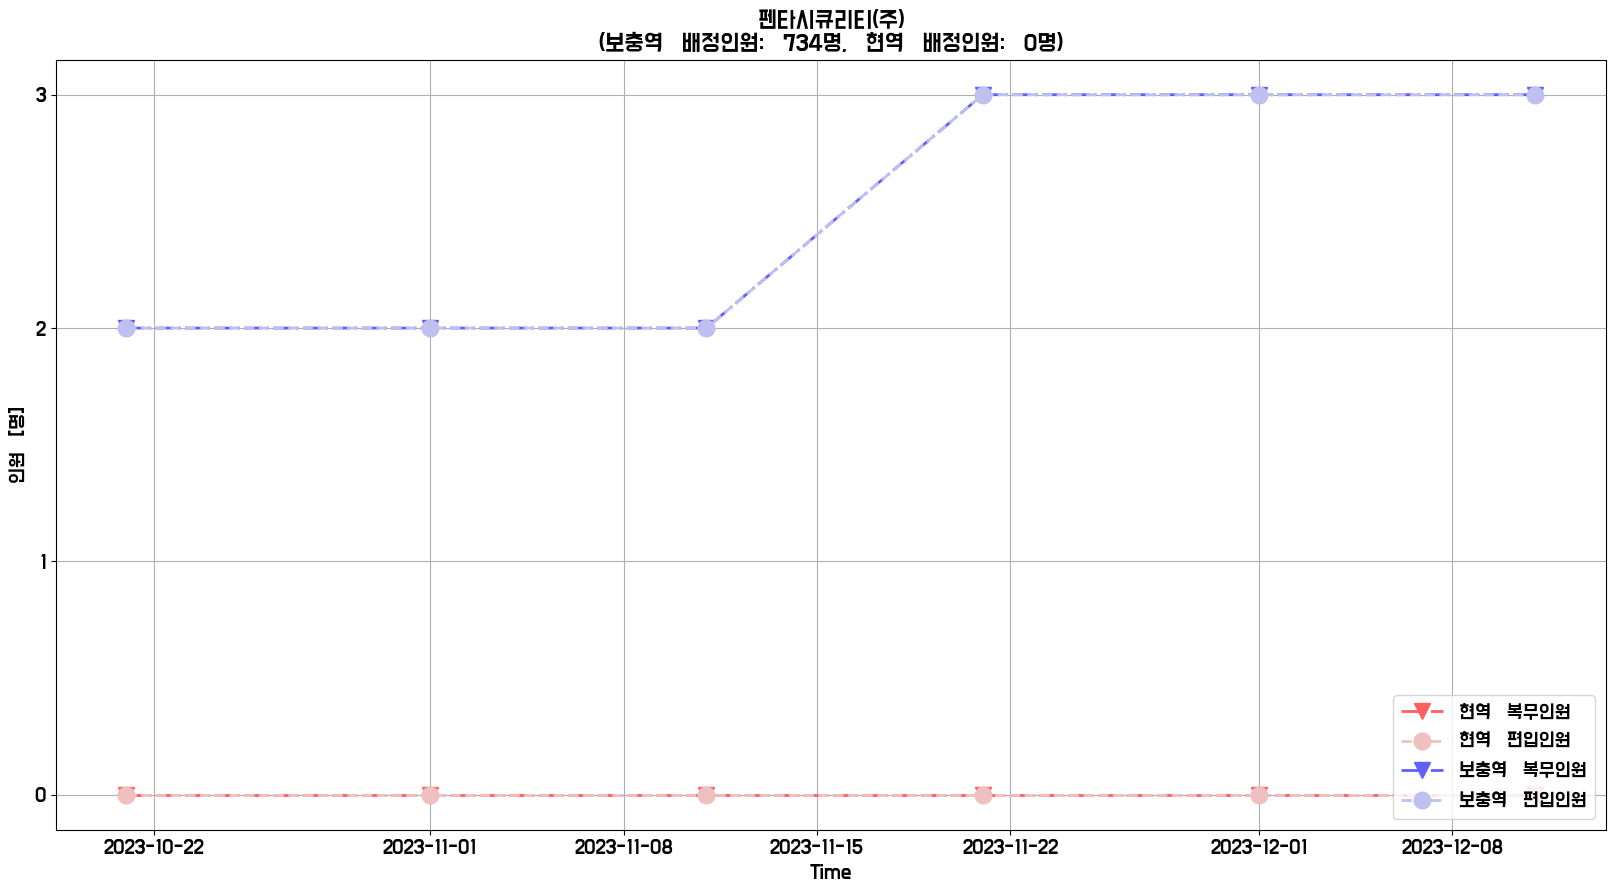 펜타시큐리티(주)
(보충역 배정인원: 734명, 현역 배정인원: 0명)
3
2
1
0
인원 [명]
현역 복무인원
현역 편입인원
보충역 복무인원
보충역 편입인원
2023-10-22
2023-11-01
2023-11-08
2023-11-15
2023-11-22
2023-12-01
2023-12-08
Time